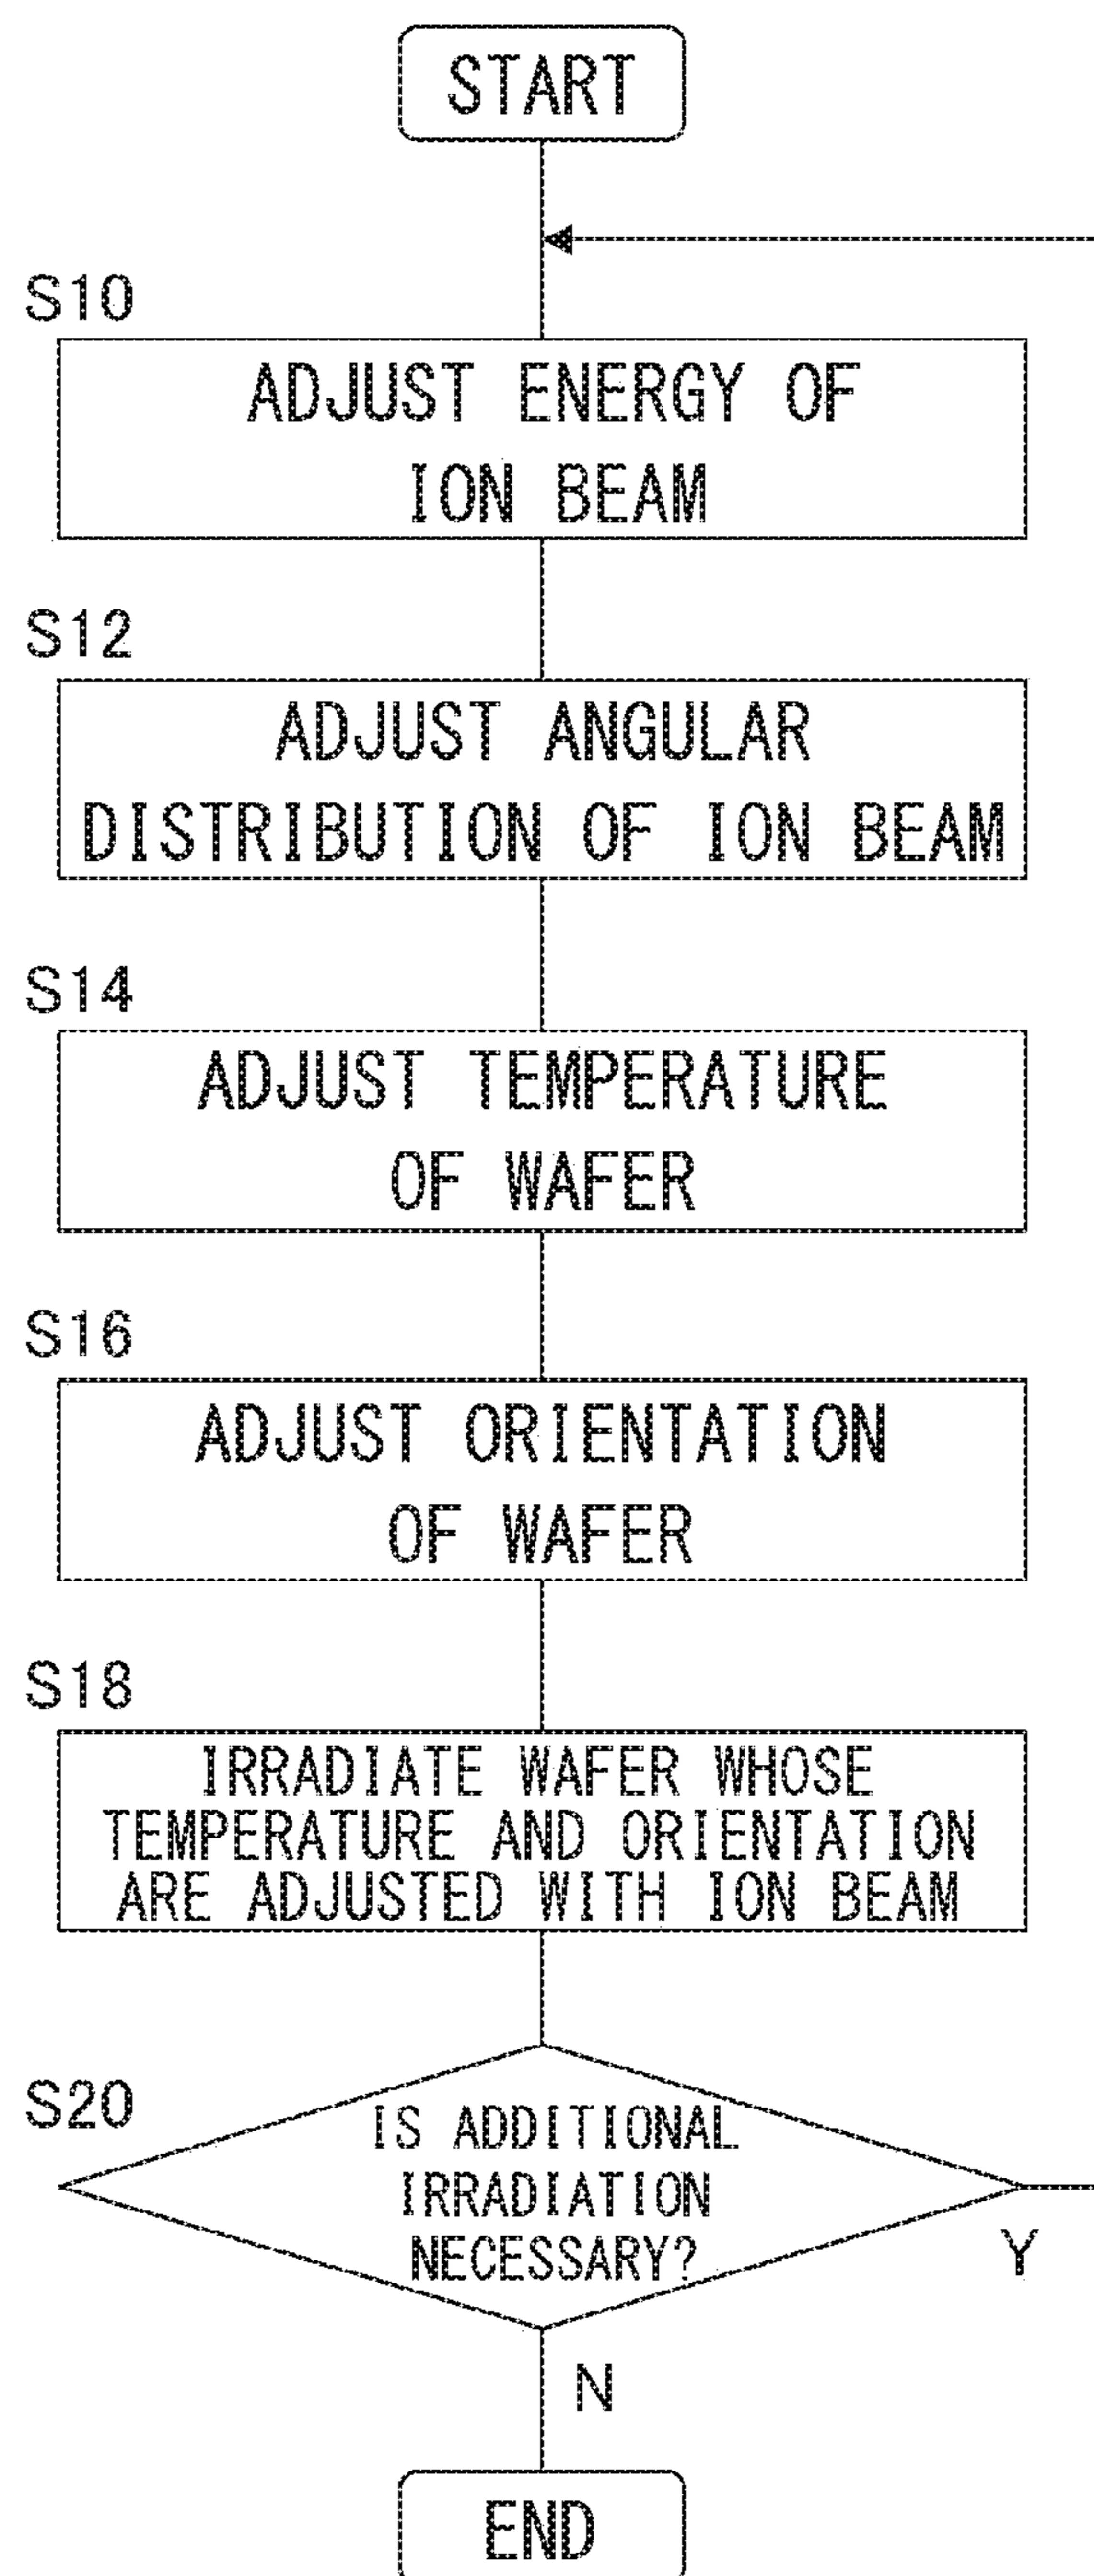 START
S10
ADJUST ENERGY OF
ION BEAM
S12
ADJUST ANGULAR
DISTRIBUTION OF ION BEAM
S14
ADJUST TEMPERATURE
OF WAFER
S16
ADJUST ORIENTATION
OF WAFER
S18
IRRADIATE WAFER WHOSE
TEMPERATURE AND ORIENTATION
ARE ADJUSTED WITH ION BEAM
S20
IS ADDITIONAL
IRRADIATION
NECESSARY?
Y
N
END